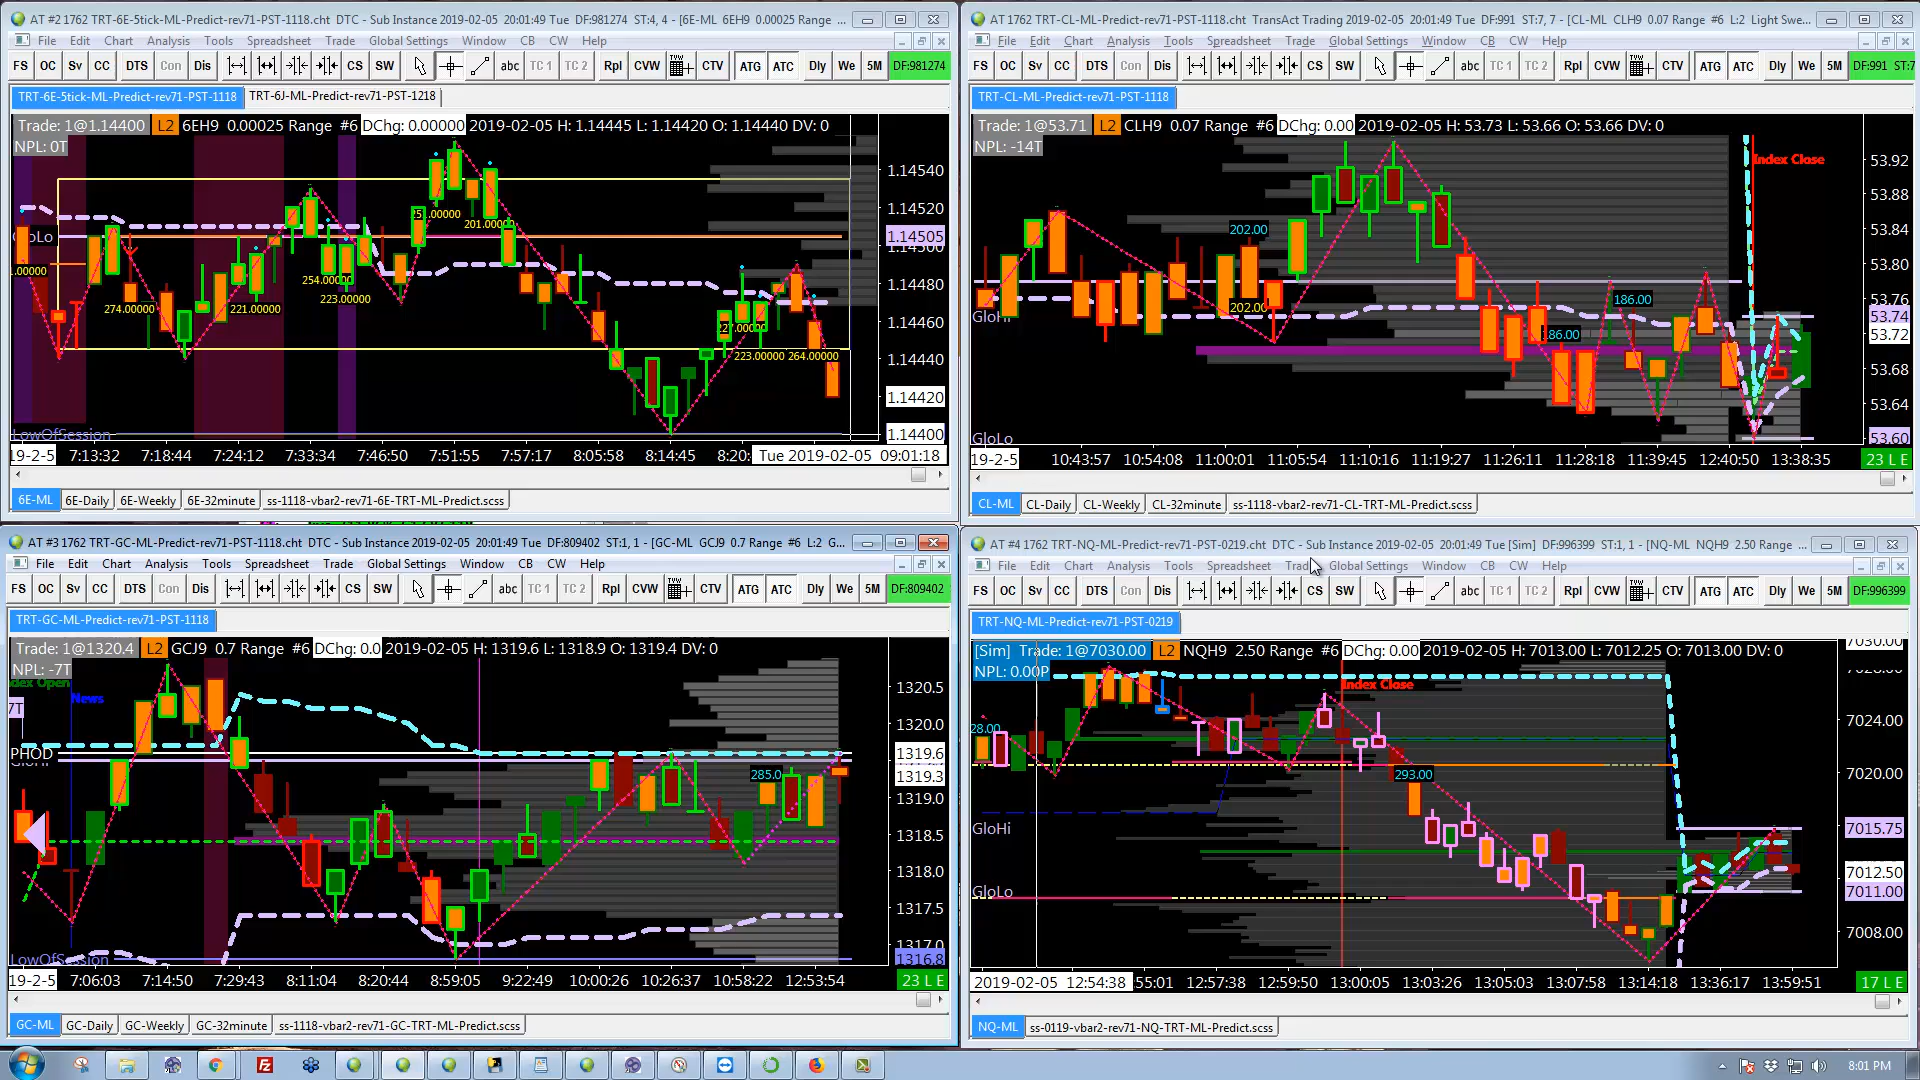 AT #2 1762 TRT-6E-5tick-ML-Predict-rev71-PST-1118.cht DTC - Sub Instance 2019-02-05 20:01:49 Tue DF:981274 ST:4, 4 - [6E-ML 6EH9 0.00025 Range ...
File Edit Chart Analysis Tools Spreadsheet Trade Global Settings Window CB CW Help
FS OC Sv CC DTS Con Dis CS SW abc TC 1 TC 2 Rpl CVW TVW CTV ATG ATC Dly We 5M DF:981274
TRT-6E-5tick-ML-Predict-rev71-PST-1118 TRT-6J-ML-Predict-rev71-PST-1218
Trade: 1@1.14400 L2 6EH9 0.00025 Range #6 DChg: 0.00000 2019-02-05 H: 1.14445 L: 1.14420 O: 1.14440 DV: 0
NPL: 0T
1.14540
1.14520
1.14505
1.14500
1.14480
1.14460
1.14440
1.14420
1.14400
251.00000
201.00000
254.00000
223.00000
274.00000
221.00000
227.00000
223.00000 264.00000
LowOfSession
19-2-5 7:13:32 7:18:44 7:24:12 7:33:34 7:46:50 7:51:55 7:57:17 8:05:58 8:14:45 8:20: Tue 2019-02-05 09:01:18
6E-ML 6E-Daily 6E-Weekly 6E-32minute ss-1118-vbar2-rev71-6E-TRT-ML-Predict.scss
AT 1762 TRT-CL-ML-Predict-rev71-PST-1118.cht TransAct Trading 2019-02-05 20:01:49 Tue DF:991 ST:7, 7 - [CL-ML CLH9 0.07 Range #6 L:2 Light Swe...
File Edit Chart Analysis Tools Spreadsheet Trade Global Settings Window CB CW Help
FS OC Sv CC DTS Con Dis CS SW abc TC 1 TC 2 Rpl CVW TVW CTV ATG ATC Dly We 5M DF:991 ST:7
TRT-CL-ML-Predict-rev71-PST-1118
Trade: 1@53.71 L2 CLH9 0.07 Range #6 DChg: 0.00 2019-02-05 H: 53.73 L: 53.66 O: 53.66 DV: 0
NPL: -14T
Index Close
53.92
53.88
53.84
53.80
53.76
53.74
53.72
53.68
53.64
53.60
202.00
202.00
186.00
186.00
GloHi
GloLo
19-2-5 10:43:57 10:54:08 11:00:01 11:05:54 11:10:16 11:19:27 11:26:11 11:28:18 11:39:45 12:40:50 13:38:35 23 L E
CL-ML CL-Daily CL-Weekly CL-32minute ss-1118-vbar2-rev71-CL-TRT-ML-Predict.scss
AT #3 1762 TRT-GC-ML-Predict-rev71-PST-1118.cht DTC - Sub Instance 2019-02-05 20:01:49 Tue DF:809402 ST:1, 1 - [GC-ML GCJ9 0.7 Range #6 L:2 G...
File Edit Chart Analysis Tools Spreadsheet Trade Global Settings Window CB CW Help
FS OC Sv CC DTS Con Dis CS SW abc TC 1 TC 2 Rpl CVW TVW CTV ATG ATC Dly We 5M DF:809402
TRT-GC-ML-Predict-rev71-PST-1118
Trade: 1@1320.4 L2 GCJ9 0.7 Range #6 DChg: 0.0 2019-02-05 H: 1319.6 L: 1318.9 O: 1319.4 DV: 0
NPL: -7T
News
7T
PHOD
285.0
1320.5
1320.0
1319.6
1319.3
1319.0
1318.5
1318.0
1317.5
1317.0
1316.8
LowOfSession
19-2-5 7:06:03 7:14:50 7:29:43 8:11:04 8:20:44 8:59:05 9:22:49 10:00:26 10:26:37 10:58:22 12:53:54 23 L E
GC-ML GC-Daily GC-Weekly GC-32minute ss-1118-vbar2-rev71-GC-TRT-ML-Predict.scss
AT #4 1762 TRT-NQ-ML-Predict-rev71-PST-0219.cht DTC - Sub Instance 2019-02-05 20:01:49 Tue [Sim] DF:996399 ST:1, 1 - [NQ-ML NQH9 2.50 Range ...
File Edit Chart Analysis Tools Spreadsheet Trade Global Settings Window CB CW Help
FS OC Sv CC DTS Con Dis CS SW abc TC 1 TC 2 Rpl CVW TVW CTV ATG ATC Dly We 5M DF:996399
TRT-NQ-ML-Predict-rev71-PST-0219
[Sim] Trade: 1@7030.00 L2 NQH9 2.50 Range #6 DChg: 0.00 2019-02-05 H: 7013.00 L: 7012.25 O: 7013.00 DV: 0
NPL: 0.00P
Index Close
28.00
293.00
GloHi
GloLo
7030.00
7024.00
7020.00
7015.75
7012.50
7011.00
7008.00
2019-02-05 12:54:38 :55:01 12:57:38 12:59:50 13:00:05 13:03:26 13:05:03 13:07:58 13:14:18 13:36:17 13:59:51 17 L E
NQ-ML ss-0119-vbar2-rev71-NQ-TRT-ML-Predict.scss
8:01 PM